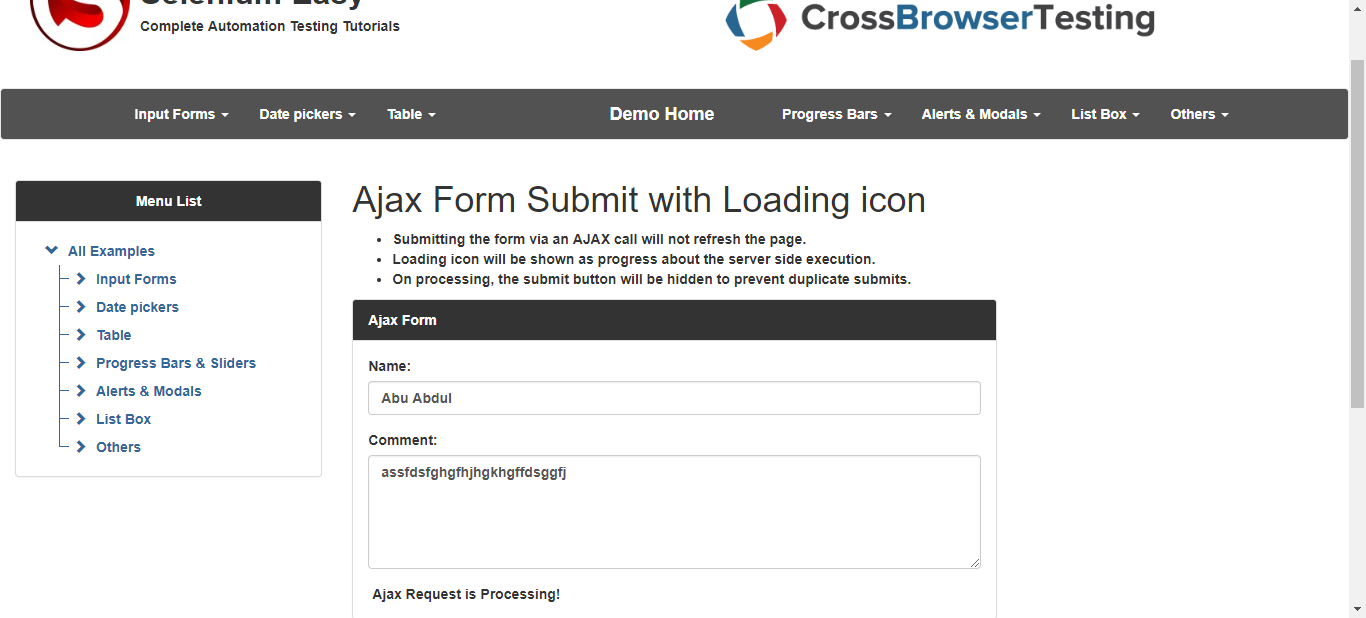 Selenium Easy
Complete Automation Testing Tutorials
CrossBrowserTesting
Input Forms Date pickers Table Demo Home Progress Bars Alerts & Modals List Box Others
Menu List
All Examples
Input Forms
Date pickers
Table
Progress Bars & Sliders
Alerts & Modals
List Box
Others
Ajax Form Submit with Loading icon
Submitting the form via an AJAX call will not refresh the page.
Loading icon will be shown as progress about the server side execution.
On processing, the submit button will be hidden to prevent duplicate submits.
Ajax Form
Name:
Abu Abdul
Comment:
assfdsfghgfhjhgkhgffdsggfj
Ajax Request is Processing!